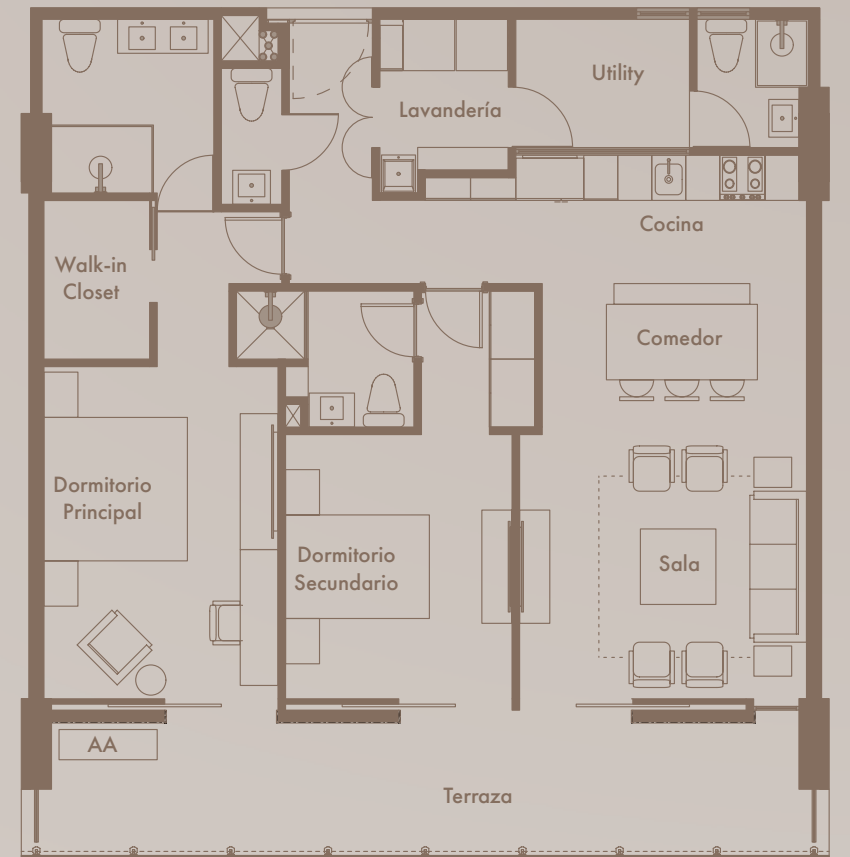 Utility
Lavandería
Cocina
Walk-in
Closet
Comedor
Dormitorio
Principal
Dormitorio
Secundario
Sala
AA
Terraza